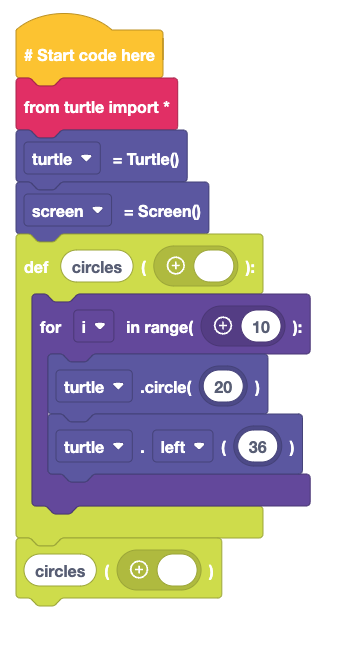 # Start code here
from turtle import *
turtle = Turtle()
screen = Screen()
def circles ( ):
for i in range( 10 ):
turtle .circle( 20 )
turtle . left ( 36 )
circles ( )